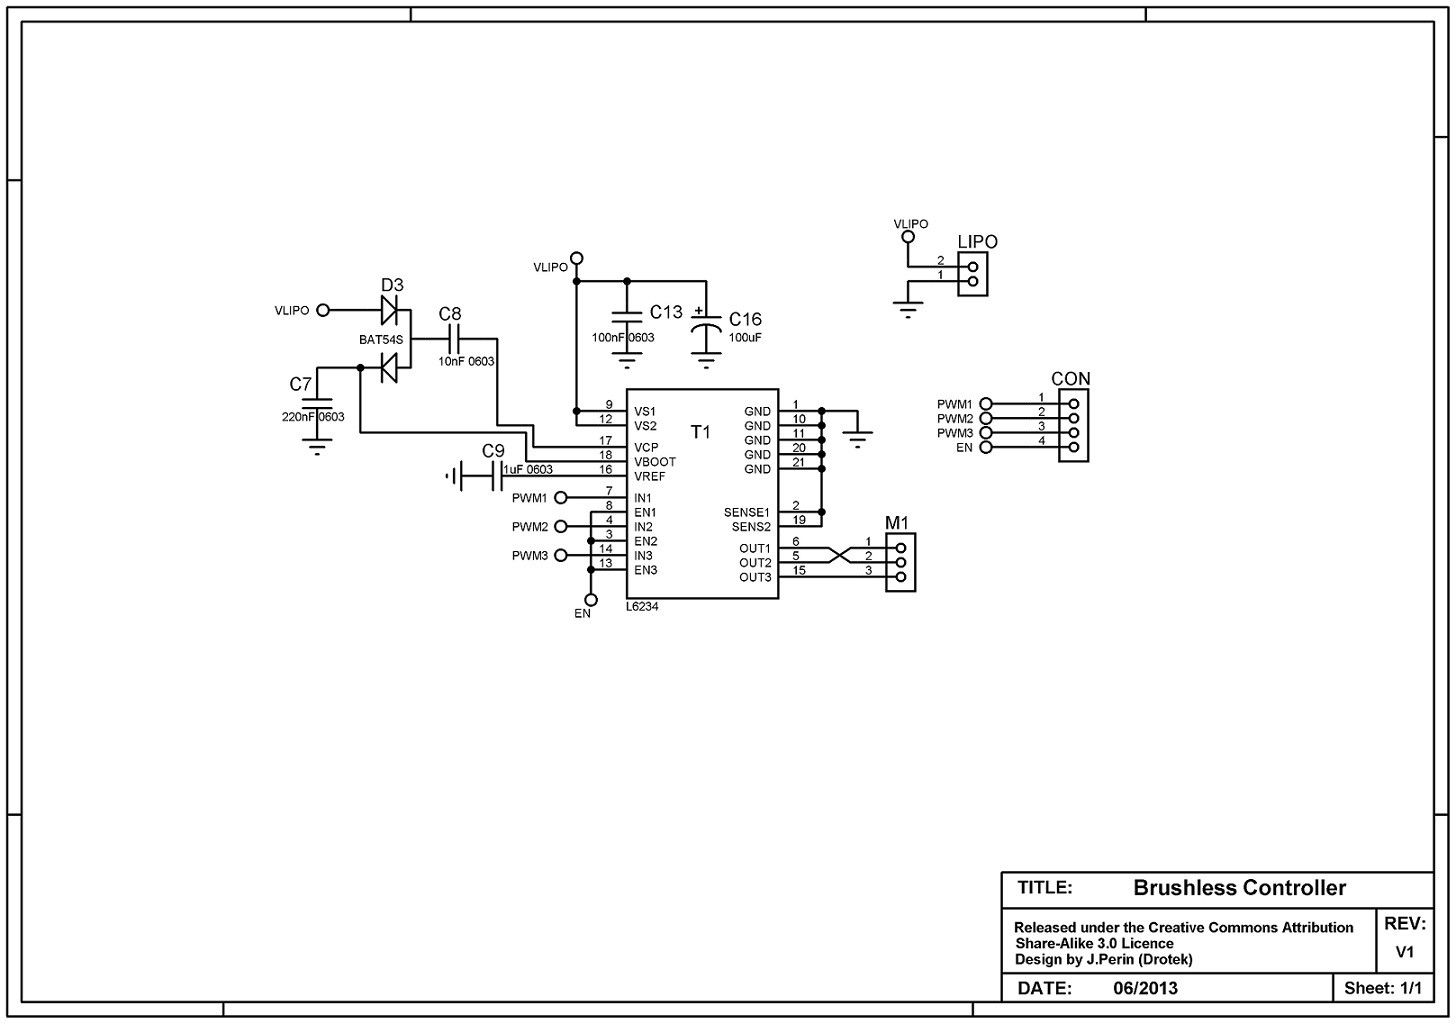 VLIPO
LIPO
2
1
VLIPO
D3
VLIPO
BAT54S
C8
10nF 0603
C7
220nF 0603
C13
100nF 0603
+
C16
100uF
CON
PWM1 1
PWM2 2
PWM3 3
EN 4
T1
9 VS1
12 VS2
17 VCP
18 VBOOT
16 VREF
C9
1uF 0603
PWM1 7 IN1
8 EN1
PWM2 4 IN2
3 EN2
PWM3 14 IN3
13 EN3
EN
L6234
GND 1
GND 10
GND 11
GND 20
GND 21
SENSE1 2
SENS2 19
M1
OUT1 6 1
OUT2 5 2
OUT3 15 3
TITLE: Brushless Controller
Released under the Creative Commons Attribution
Share-Alike 3.0 Licence
Design by J.Perin (Drotek)
REV:
V1
DATE: 06/2013
Sheet: 1/1